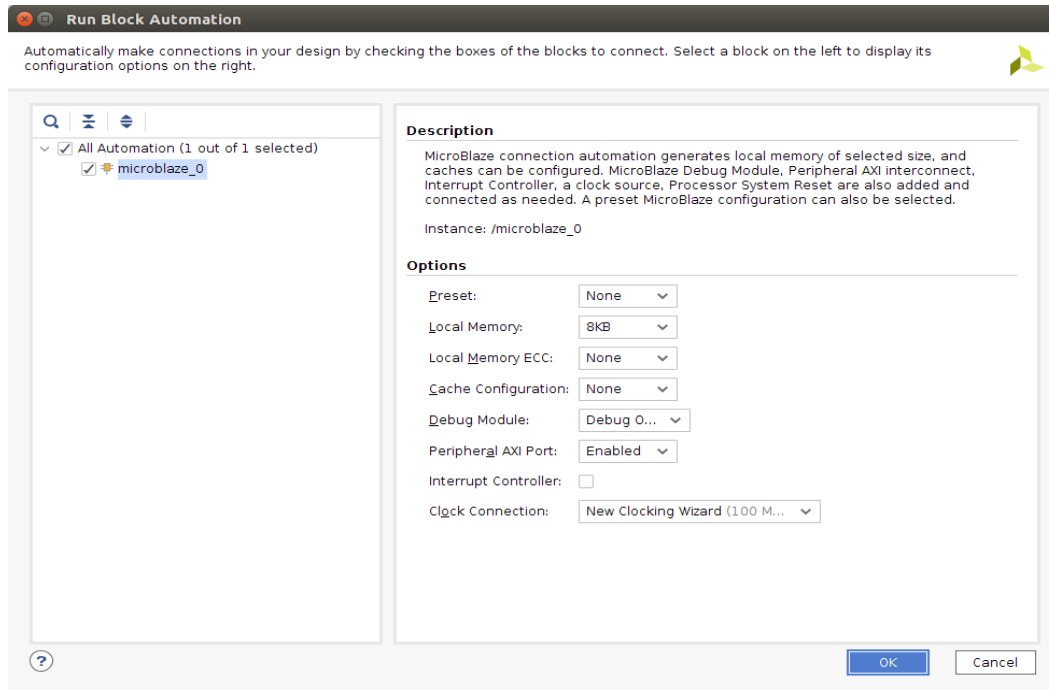 Run Block Automation
Automatically make connections in your design by checking the boxes of the blocks to connect. Select a block on the left to display its
configuration options on the right.
All Automation (1 out of 1 selected)
microblaze_0
Description
MicroBlaze connection automation generates local memory of selected size, and
caches can be configured. MicroBlaze Debug Module, Peripheral AXI interconnect,
Interrupt Controller, a clock source, Processor System Reset are also added and
connected as needed. A preset MicroBlaze configuration can also be selected.
Instance: /microblaze_0
Options
Preset: None
Local Memory: 8KB
Local Memory ECC: None
Cache Configuration: None
Debug Module: Debug O...
Peripheral AXI Port: Enabled
Interrupt Controller:
Clock Connection: New Clocking Wizard (100 M...
?
OK Cancel